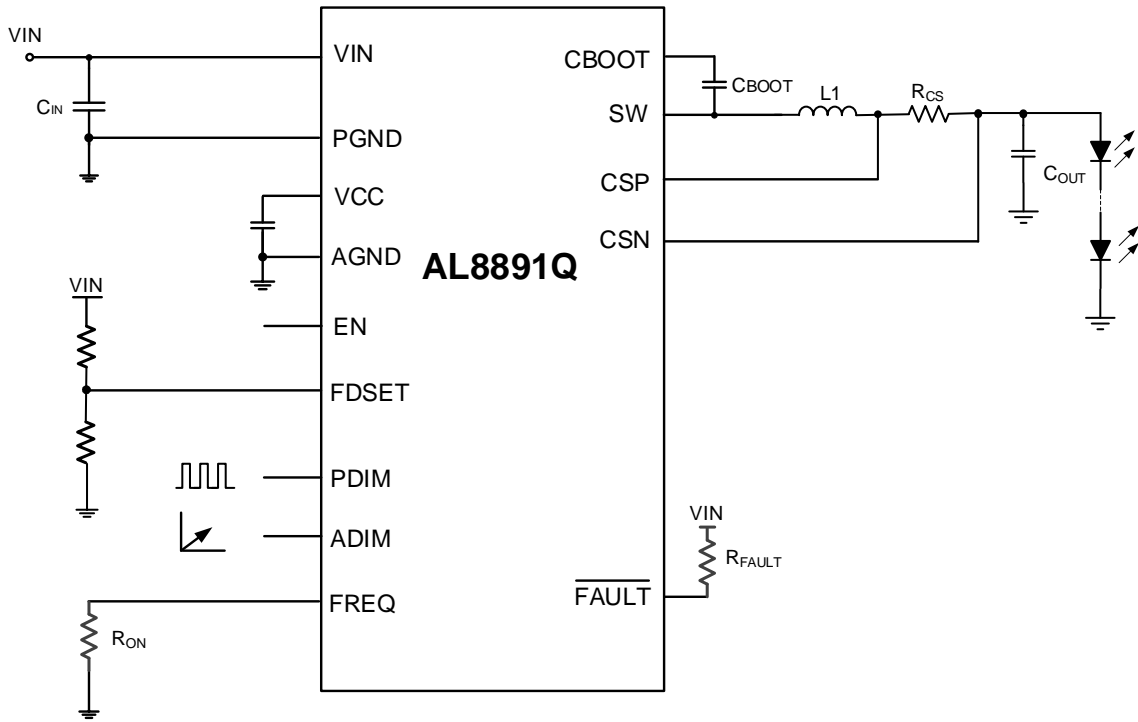 VIN
VIN
CBOOT
CBOOT
L1
RCS
CIN
SW
PGND
CSP
COUT
VCC
CSN
AGND
AL8891Q
VIN
EN
FDSET
PDIM
VIN
ADIM
RFAULT
FREQ
FAULT
RON